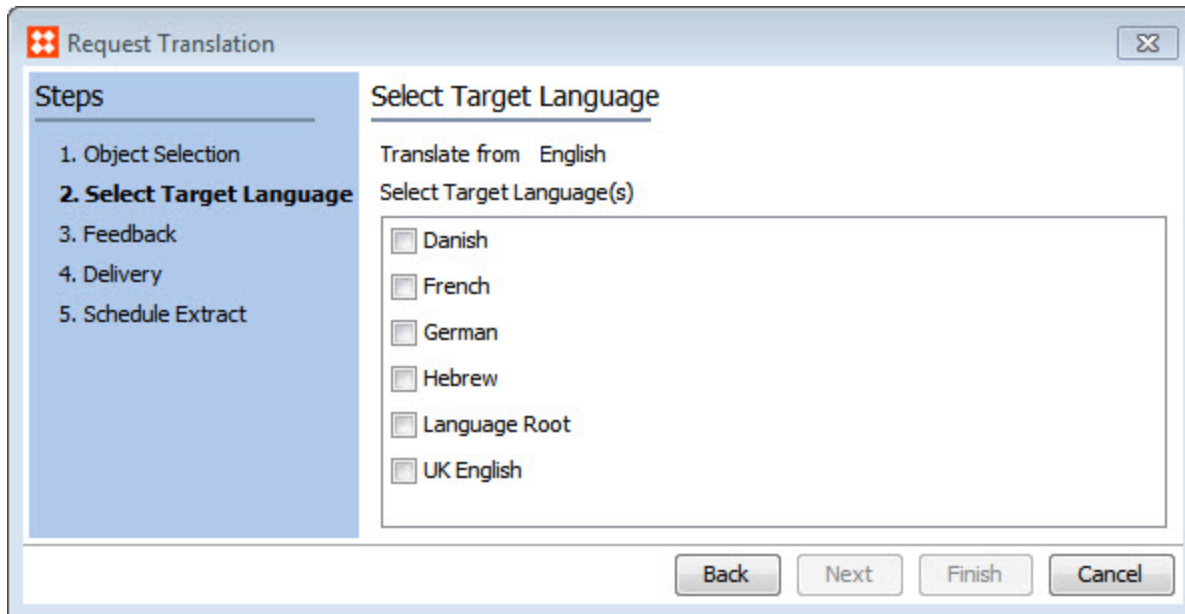 Request Translation
Steps
1. Object Selection
2. Select Target Language
3. Feedback
4. Delivery
5. Schedule Extract
Select Target Language
Translate from English
Select Target Language(s)
Danish
French
German
Hebrew
Language Root
UK English
Back Next Finish Cancel